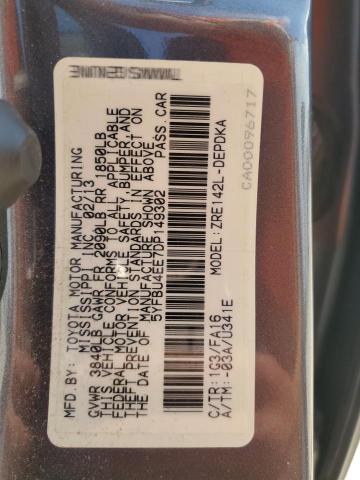 MFD.BY: TOYOTA MOTOR MANUFACTURING
MISSISSIPPI, INC. 02/13
GVWR 3840LB GAWR FR 2090LB RR 1850LB
THIS VEHICLE CONFORMS TO ALL APPLICABLE
FEDERAL MOTOR VEHICLE SAFETY, BUMPER, AND
THEFT PREVENTION STANDARDS IN EFFECT ON
THE DATE OF MANUFACTURE SHOWN ABOVE.
5YFBU4EE7DP149302 PASS CAR
C/TR: 1G3/FA16 MODEL: ZRE142L-DEPDKA
A/TM: -03A/U341E
CA00096717